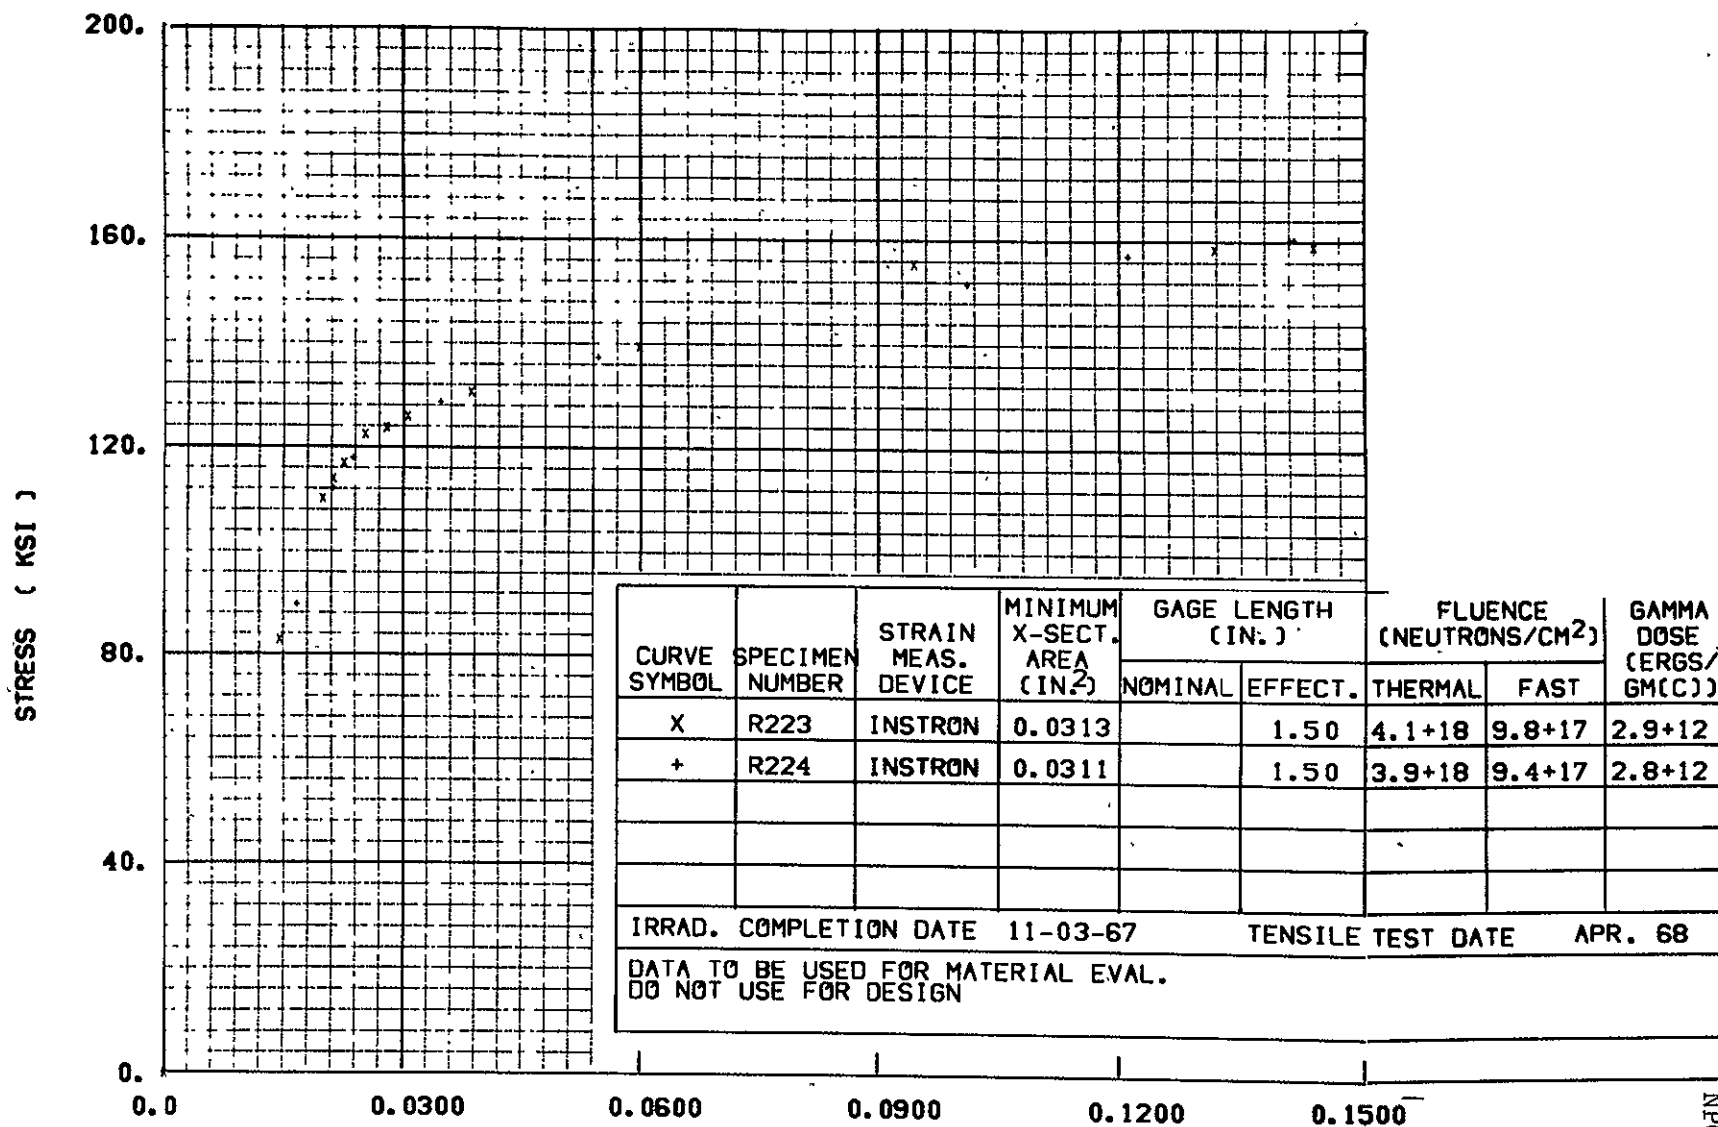 200.
160.
120.
80.
40.
0.
STRESS ( KSI )
0.0 0.0300 0.0600 0.0900 0.1200 0.1500
CURVE SYMBOL SPECIMEN NUMBER STRAIN MEAS. DEVICE MINIMUM X-SECT. AREA (IN.2) GAGE LENGTH (IN.) FLUENCE (NEUTRONS/CM2) GAMMA DOSE (ERGS/ GM(C))
NOMINAL EFFECT. THERMAL FAST
X R223 INSTRON 0.0313 1.50 4.1+18 9.8+17 2.9+12
+ R224 INSTRON 0.0311 1.50 3.9+18 9.4+17 2.8+12
IRRAD. COMPLETION DATE 11-03-67 TENSILE TEST DATE APR. 68
DATA TO BE USED FOR MATERIAL EVAL.
DO NOT USE FOR DESIGN